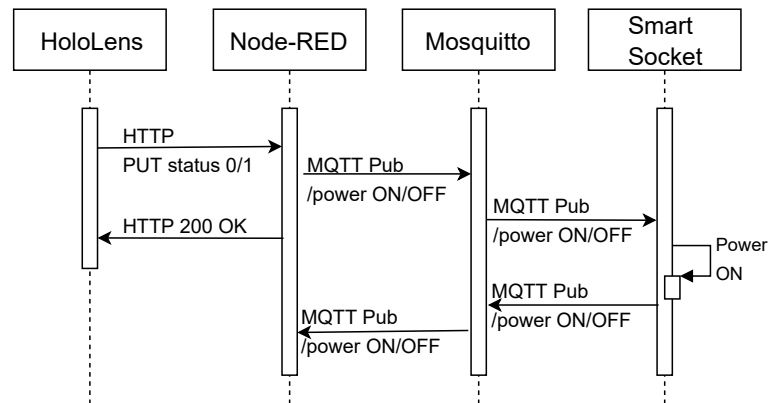 HoloLens
Node-RED
Mosquitto
Smart
Socket
HTTP
PUT status 0/1
MQTT Pub
/power ON/OFF
MQTT Pub
/power ON/OFF
HTTP 200 OK
Power
ON
MQTT Pub
/power ON/OFF
MQTT Pub
/power ON/OFF